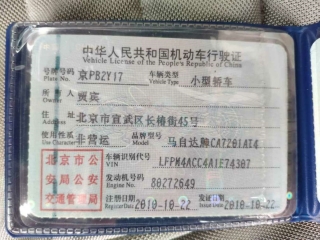 中华人民共和国机动车行驶证
Vehicle License of the People's Republic of China
号牌号码 京PB2Y17 车辆类型 小型轿车
Plate No. Vehicle Type
所有人 贾宾
Owner
住址 北京市宣武区长椿街45号
Address
使用性质 非营运 品牌型号 马自达牌CA7201AT4
Use Character Model
北京市公安局公安交通管理局
车辆识别代号 LFPM4ACC4A1E74307
VIN
发动机号码 80272649
Engine No.
注册日期 2010-10-22 发证日期 2010-10-22
Register Date Issue Date